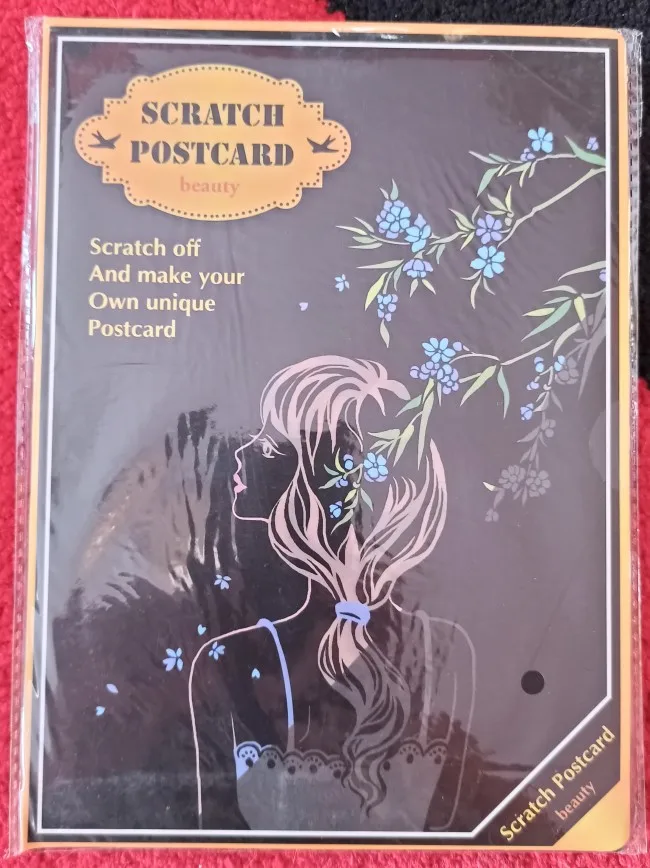 SCRATCH
POSTCARD
beauty
Scratch off
And make your
Own unique
Postcard
Scratch Postcard
beauty